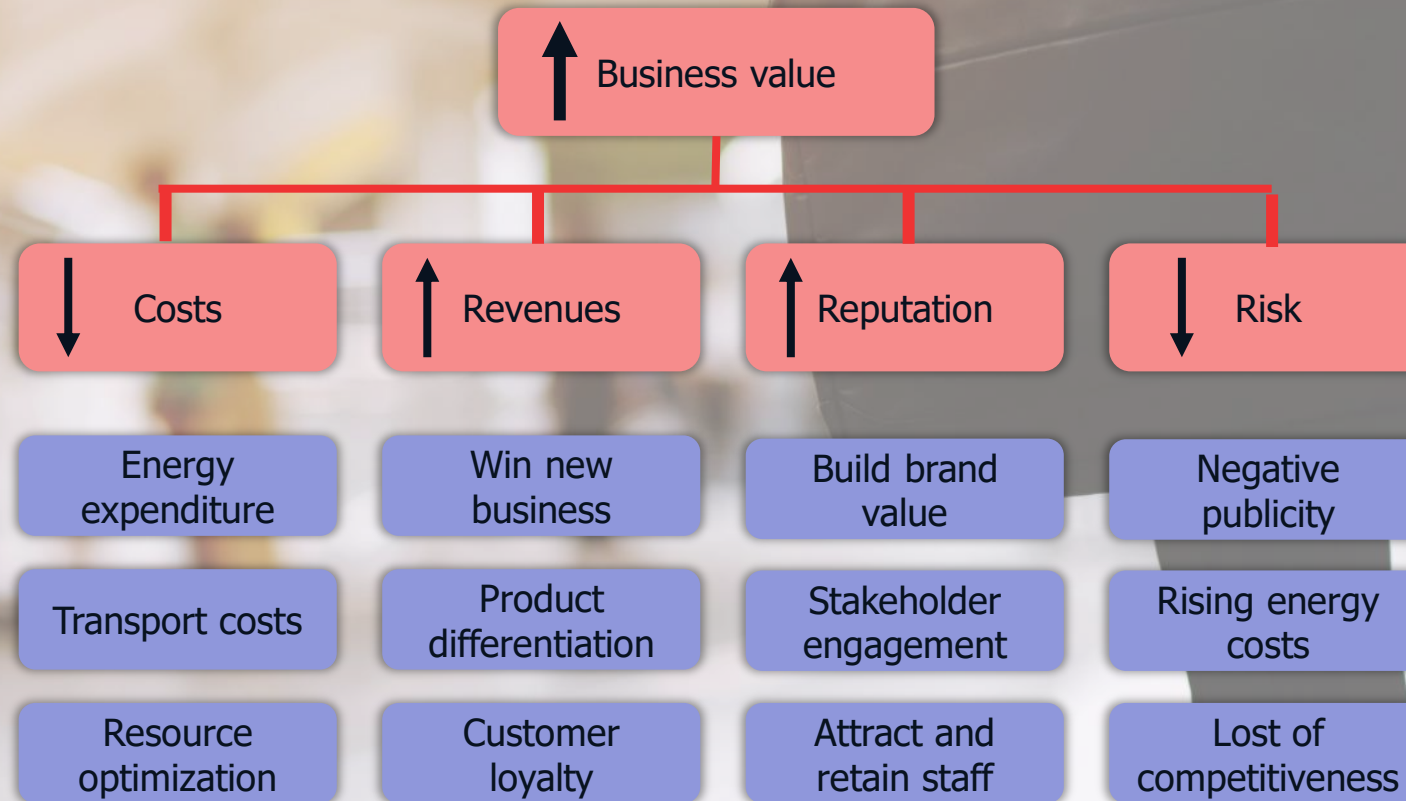 Business value
Costs
Revenues
Reputation
Risk
Energy
expenditure
Win new
business
Build brand
value
Negative
publicity
Transport costs
Product
differentiation
Stakeholder
engagement
Rising energy
costs
Resource
optimization
Customer
loyalty
Attract and
retain staff
Lost of
competitiveness